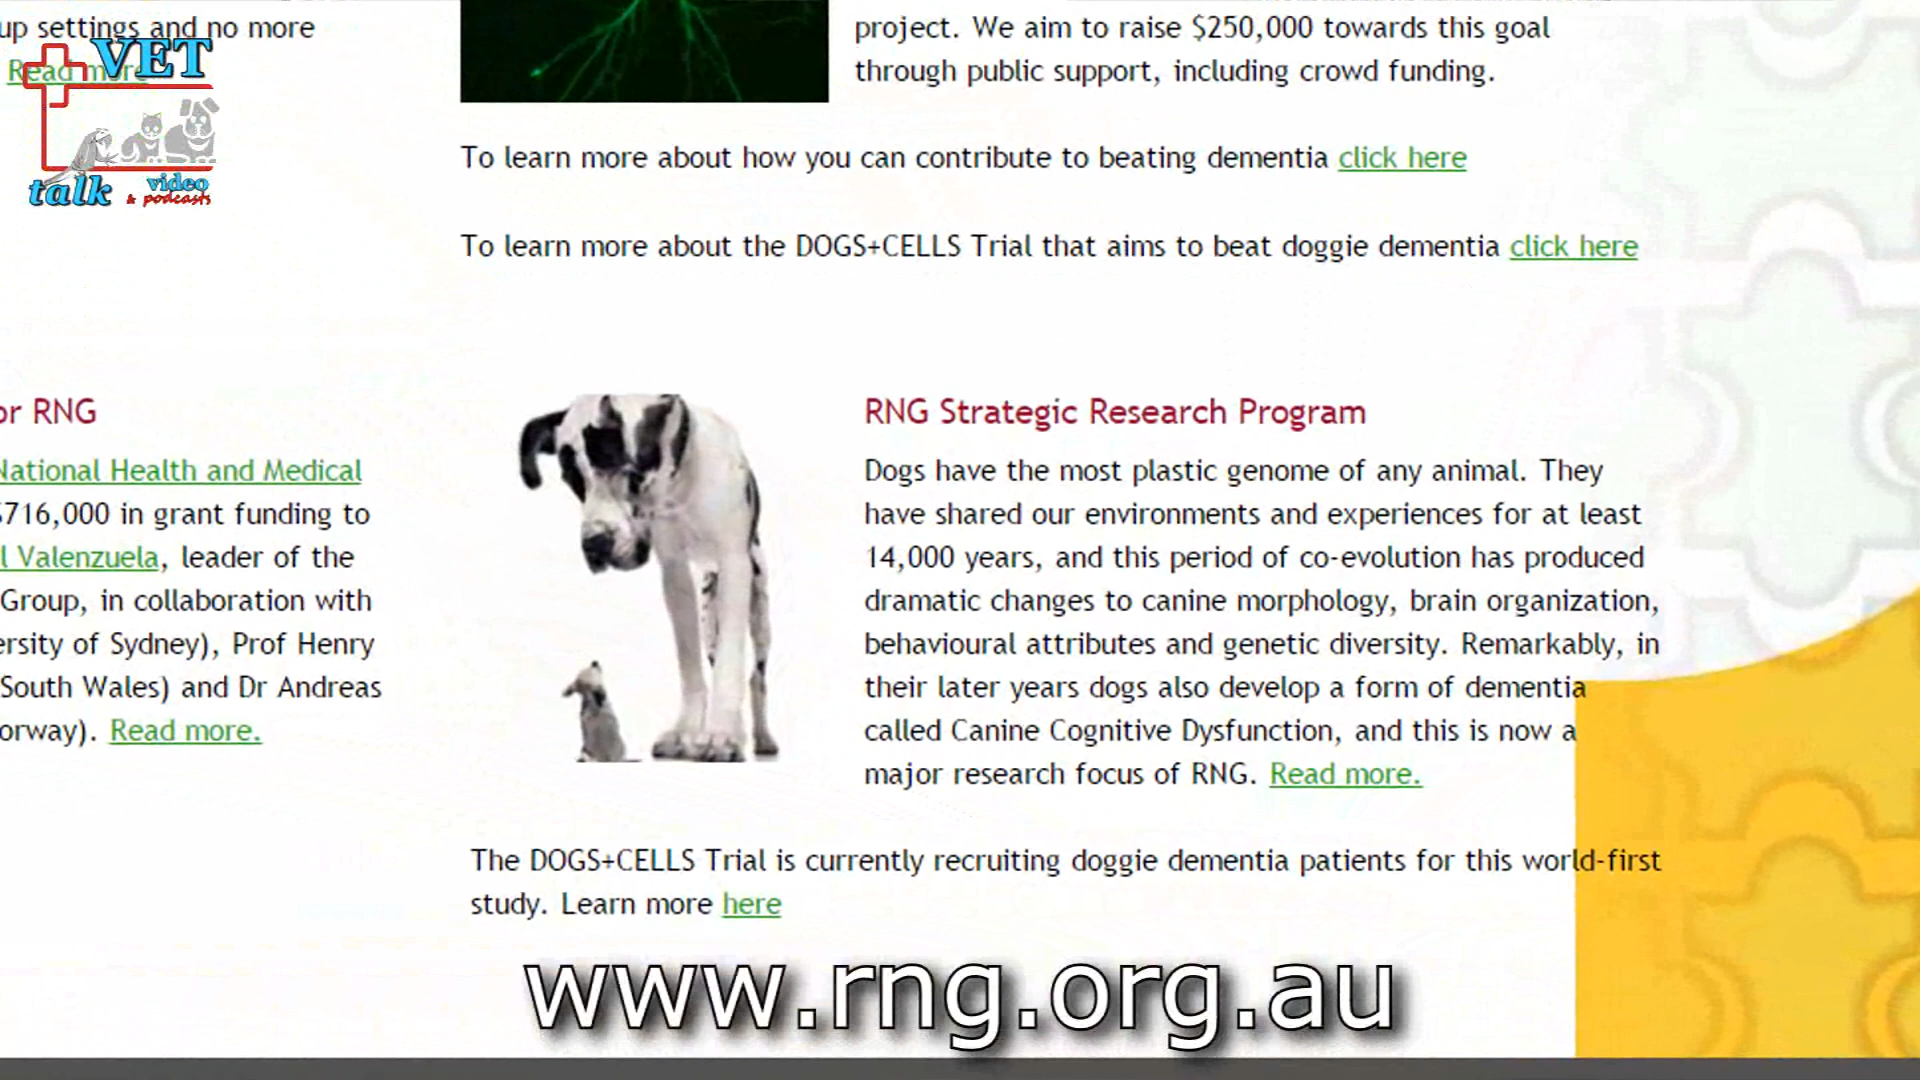 VET
talk video
& podcasts
up settings and no more
Read more
project. We aim to raise $250,000 towards this goal
through public support, including crowd funding.
To learn more about how you can contribute to beating dementia click here
To learn more about the DOGS+CELLS Trial that aims to beat doggie dementia click here
or RNG
National Health and Medical
$716,000 in grant funding to
l Valenzuela, leader of the
Group, in collaboration with
ersity of Sydney), Prof Henry
South Wales) and Dr Andreas
orway). Read more.
RNG Strategic Research Program
Dogs have the most plastic genome of any animal. They
have shared our environments and experiences for at least
14,000 years, and this period of co-evolution has produced
dramatic changes to canine morphology, brain organization,
behavioural attributes and genetic diversity. Remarkably, in
their later years dogs also develop a form of dementia
called Canine Cognitive Dysfunction, and this is now a
major research focus of RNG. Read more.
The DOGS+CELLS Trial is currently recruiting doggie dementia patients for this world-first
study. Learn more here
www.rng.org.au